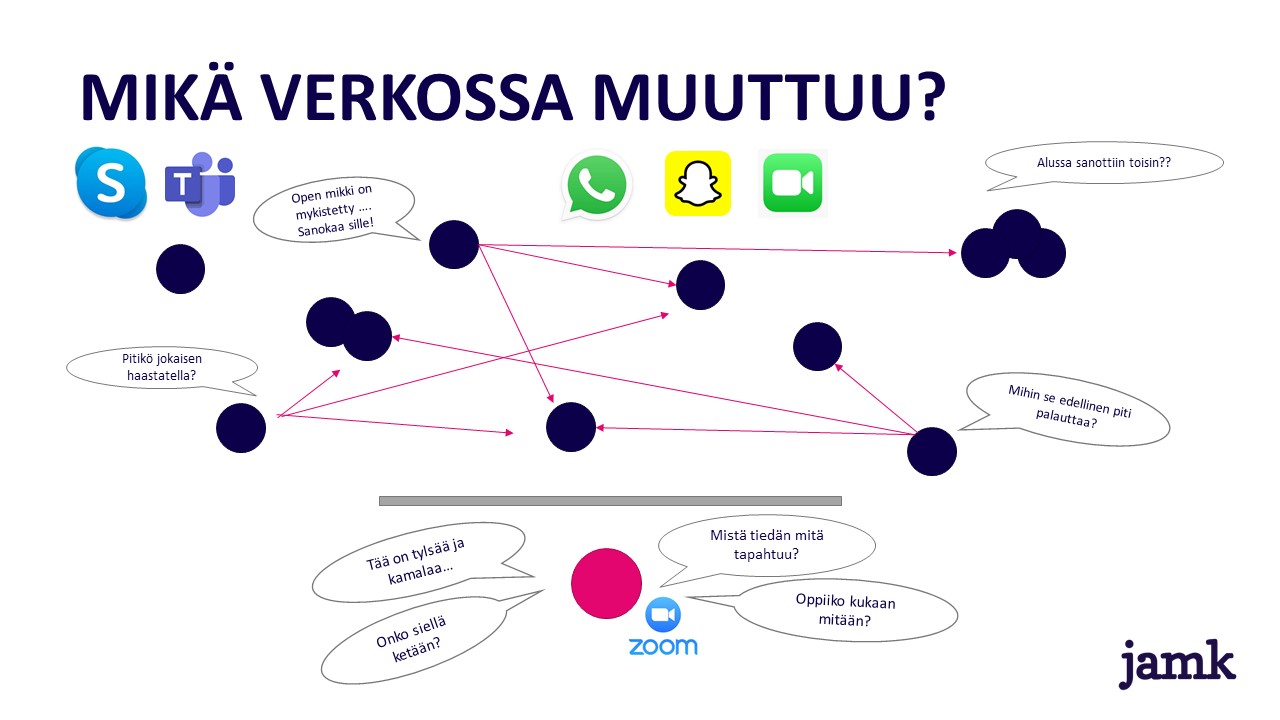 MIKÄ VERKOSSA MUUTTUU?
S
T
Alussa sanottiin toisin??
Open mikki on
mykistetty ....
Sanokaa sille!
Pitikö jokaisen
haastatella?
Mihin se edellinen piti
palauttaa?
Tää on tylsää ja
kamalaa...
Mistä tiedän mitä
tapahtuu?
Onko siellä
ketään?
Oppiiko kukaan
mitään?
zoom
jamk